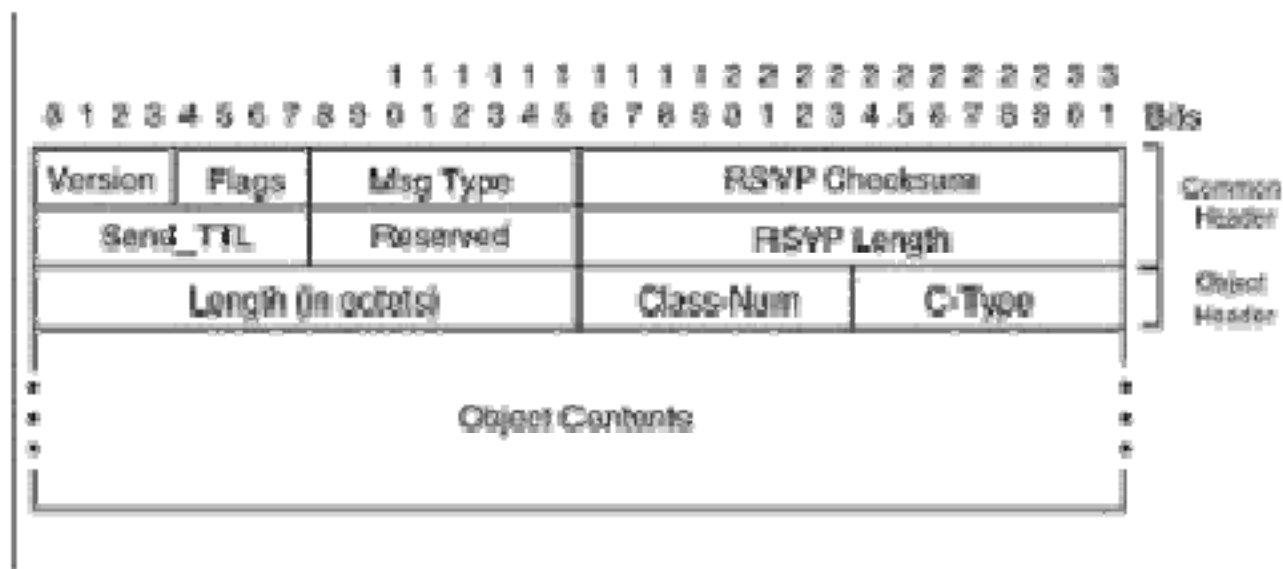 1 1 1 1 1 1 1 1 1 1 2 2 2 2 2 2 2 2 2 2 3 3
0 1 2 3 4 5 6 7 8 9 0 1 2 3 4 5 6 7 8 9 0 1 2 3 4 5 6 7 8 9 0 1 Bits
Version Flags Msg Type RSVP Checksum
Common
Header
Send_TTL Reserved RSVP Length
Length (in octets) Class-Num C-Type
Object
Header
Object Contents